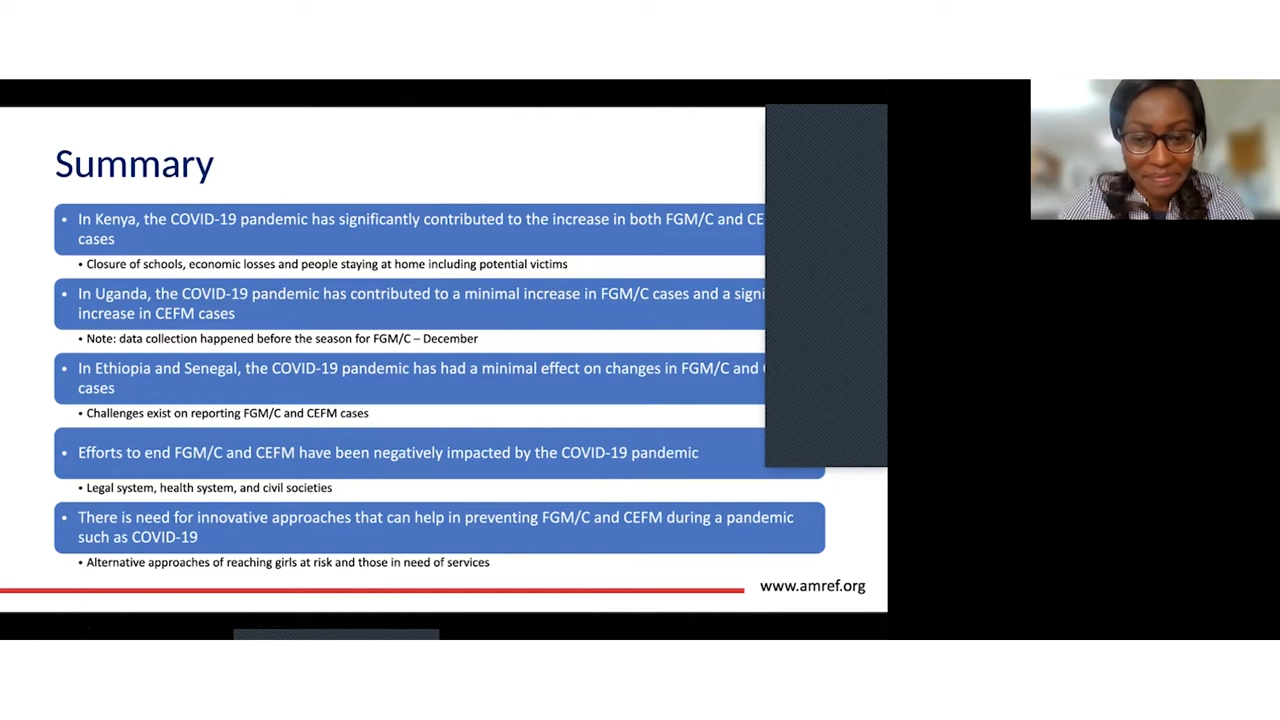 Summary
• In Kenya, the COVID-19 pandemic has significantly contributed to the increase in both FGM/C and CE
cases
• Closure of schools, economic losses and people staying at home including potential victims
• In Uganda, the COVID-19 pandemic has contributed to a minimal increase in FGM/C cases and a signi
increase in CEFM cases
• Note: data collection happened before the season for FGM/C – December
• In Ethiopia and Senegal, the COVID-19 pandemic has had a minimal effect on changes in FGM/C and
cases
• Challenges exist on reporting FGM/C and CEFM cases
• Efforts to end FGM/C and CEFM have been negatively impacted by the COVID-19 pandemic
• Legal system, health system, and civil societies
• There is need for innovative approaches that can help in preventing FGM/C and CEFM during a pandemic
such as COVID-19
• Alternative approaches of reaching girls at risk and those in need of services
www.amref.org